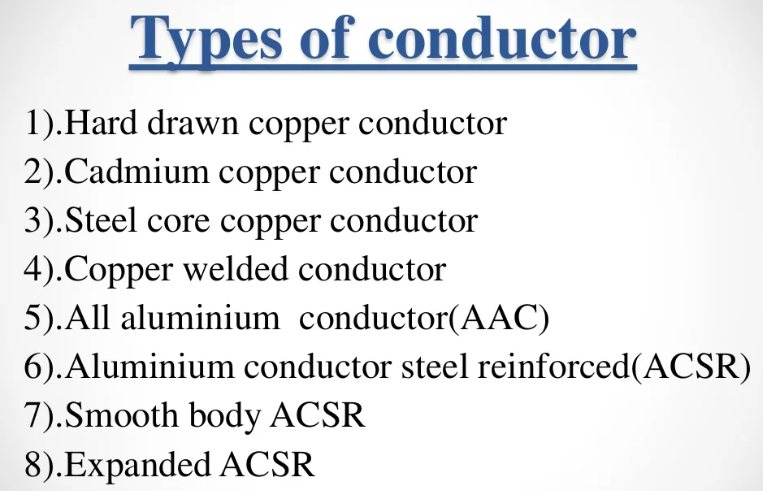 Types of conductor
1).Hard drawn copper conductor
2).Cadmium copper conductor
3).Steel core copper conductor
4).Copper welded conductor
5).All aluminium  conductor(AAC)
6).Aluminium conductor steel reinforced(ACSR)
7).Smooth body ACSR
8).Expanded ACSR